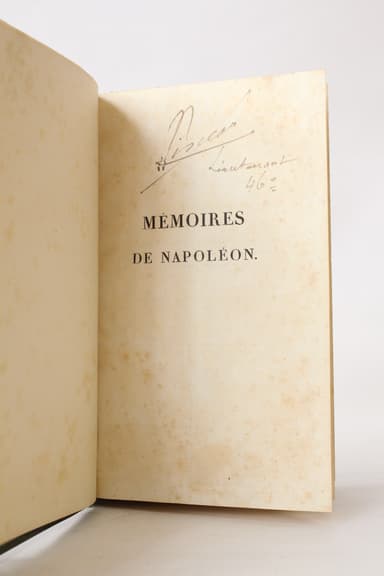 Lieutenant
46e
MÉMOIRES
DE NAPOLÉON.